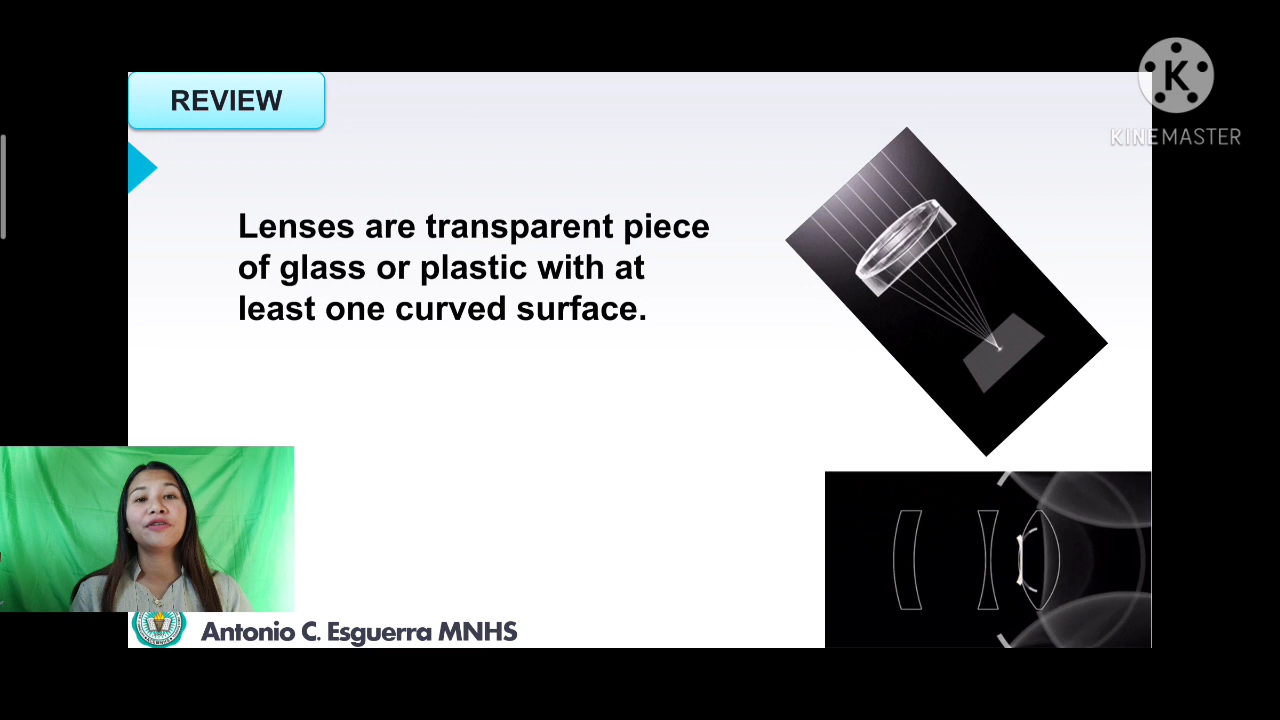 REVIEW
KINEMASTER
Lenses are transparent piece
of glass or plastic with at
least one curved surface.
Antonio C. Esguerra MNHS